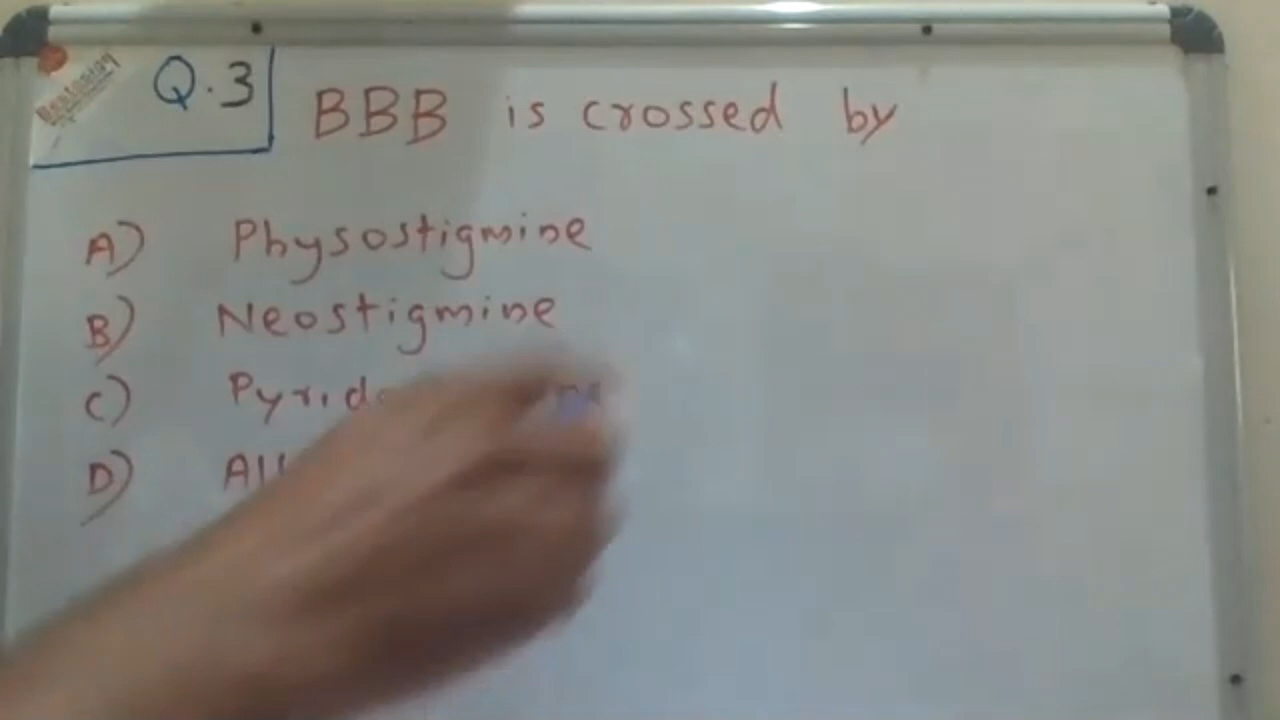 Q.3 BBB is crossed by
A) Physostigmine
B) Neostigmine
C)
D)